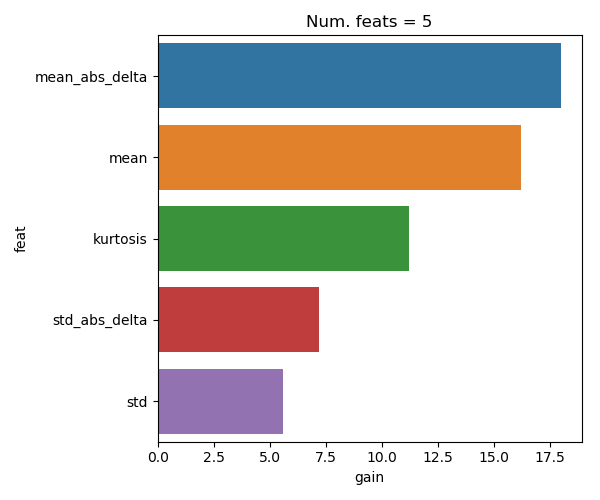 Num. feats = 5
mean_abs_delta
mean
kurtosis
std_abs_delta
std
feat
0.0 2.5 5.0 7.5 10.0 12.5 15.0 17.5
gain